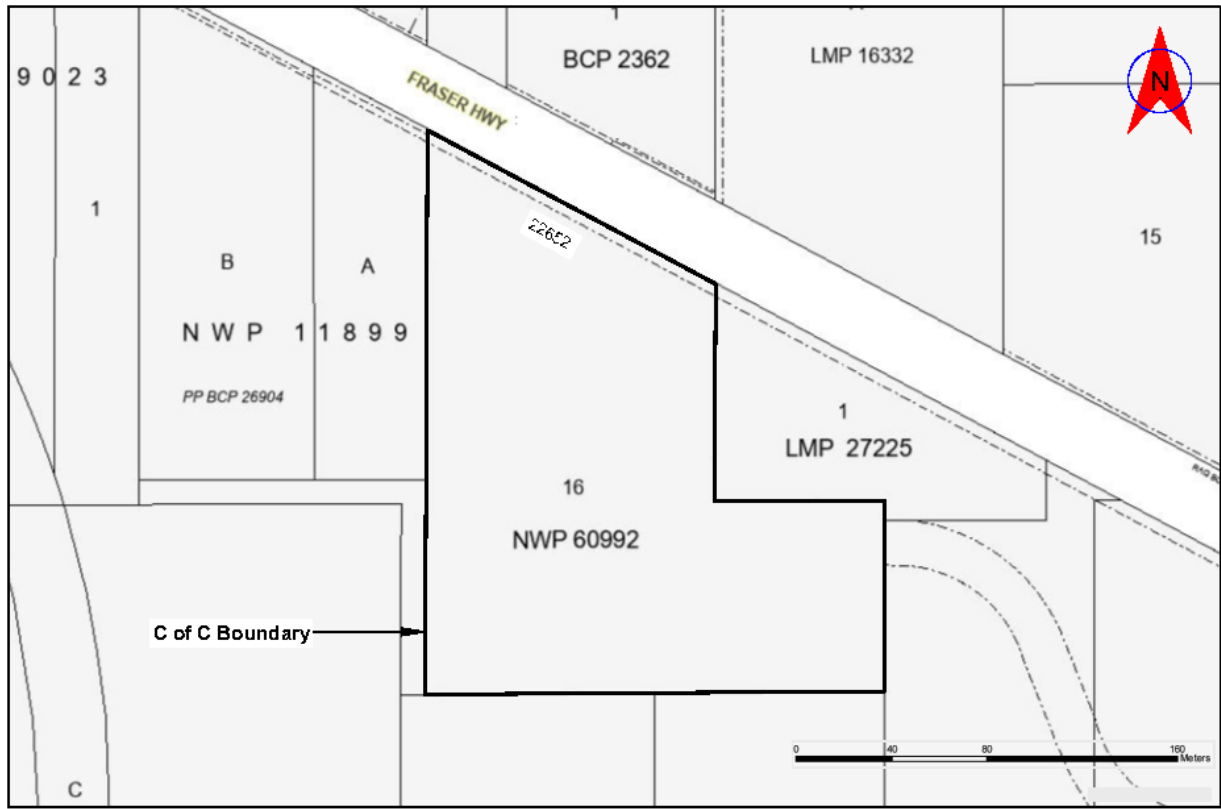 1
BCP 2362
LMP 16332
N
9 0 2 3
FRASER HWY
1
22652
15
B
A
N W P 1 1 8 9 9
PP BCP 26904
1
LMP 27225
16
NWP 60992
C of C Boundary
0 40 80 160
Meters
C